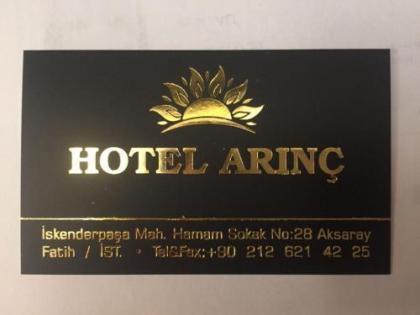 HOTEL ARINÇ
İskenderpaşa Mah. Hamam Sokak No:28 Aksaray
Fatih / İST. • Tel&Fax:+90 212 621 42 25